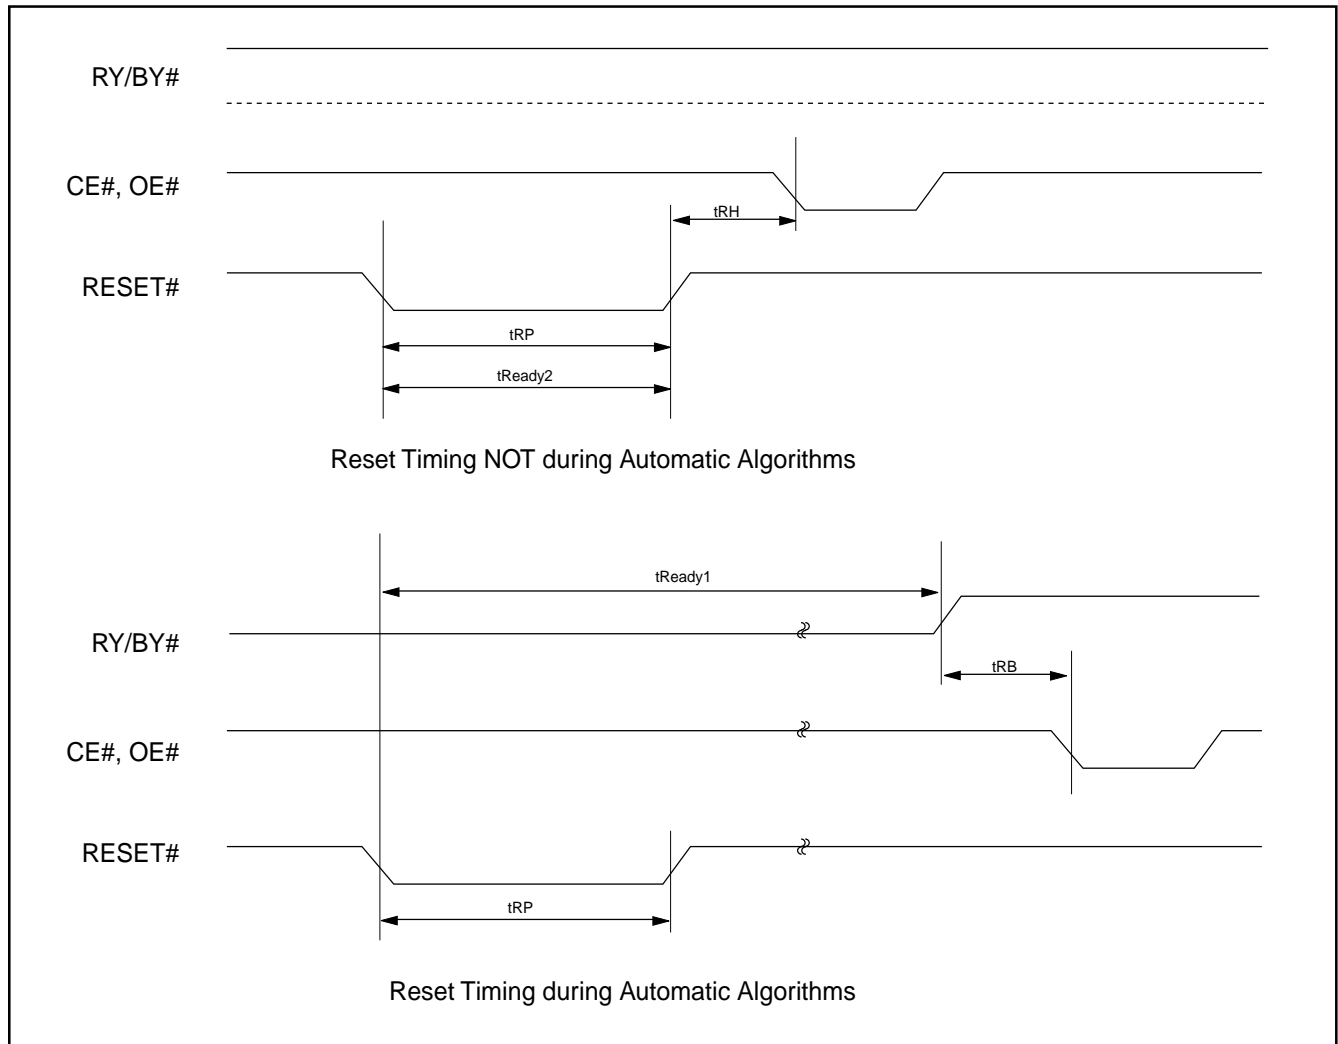 RY/BY#
CE#, OE#
tRH
RESET#
tRP
tReady2
Reset Timing NOT during Automatic Algorithms
tReady1
RY/BY#
tRB
CE#, OE#
RESET#
tRP
Reset Timing during Automatic Algorithms